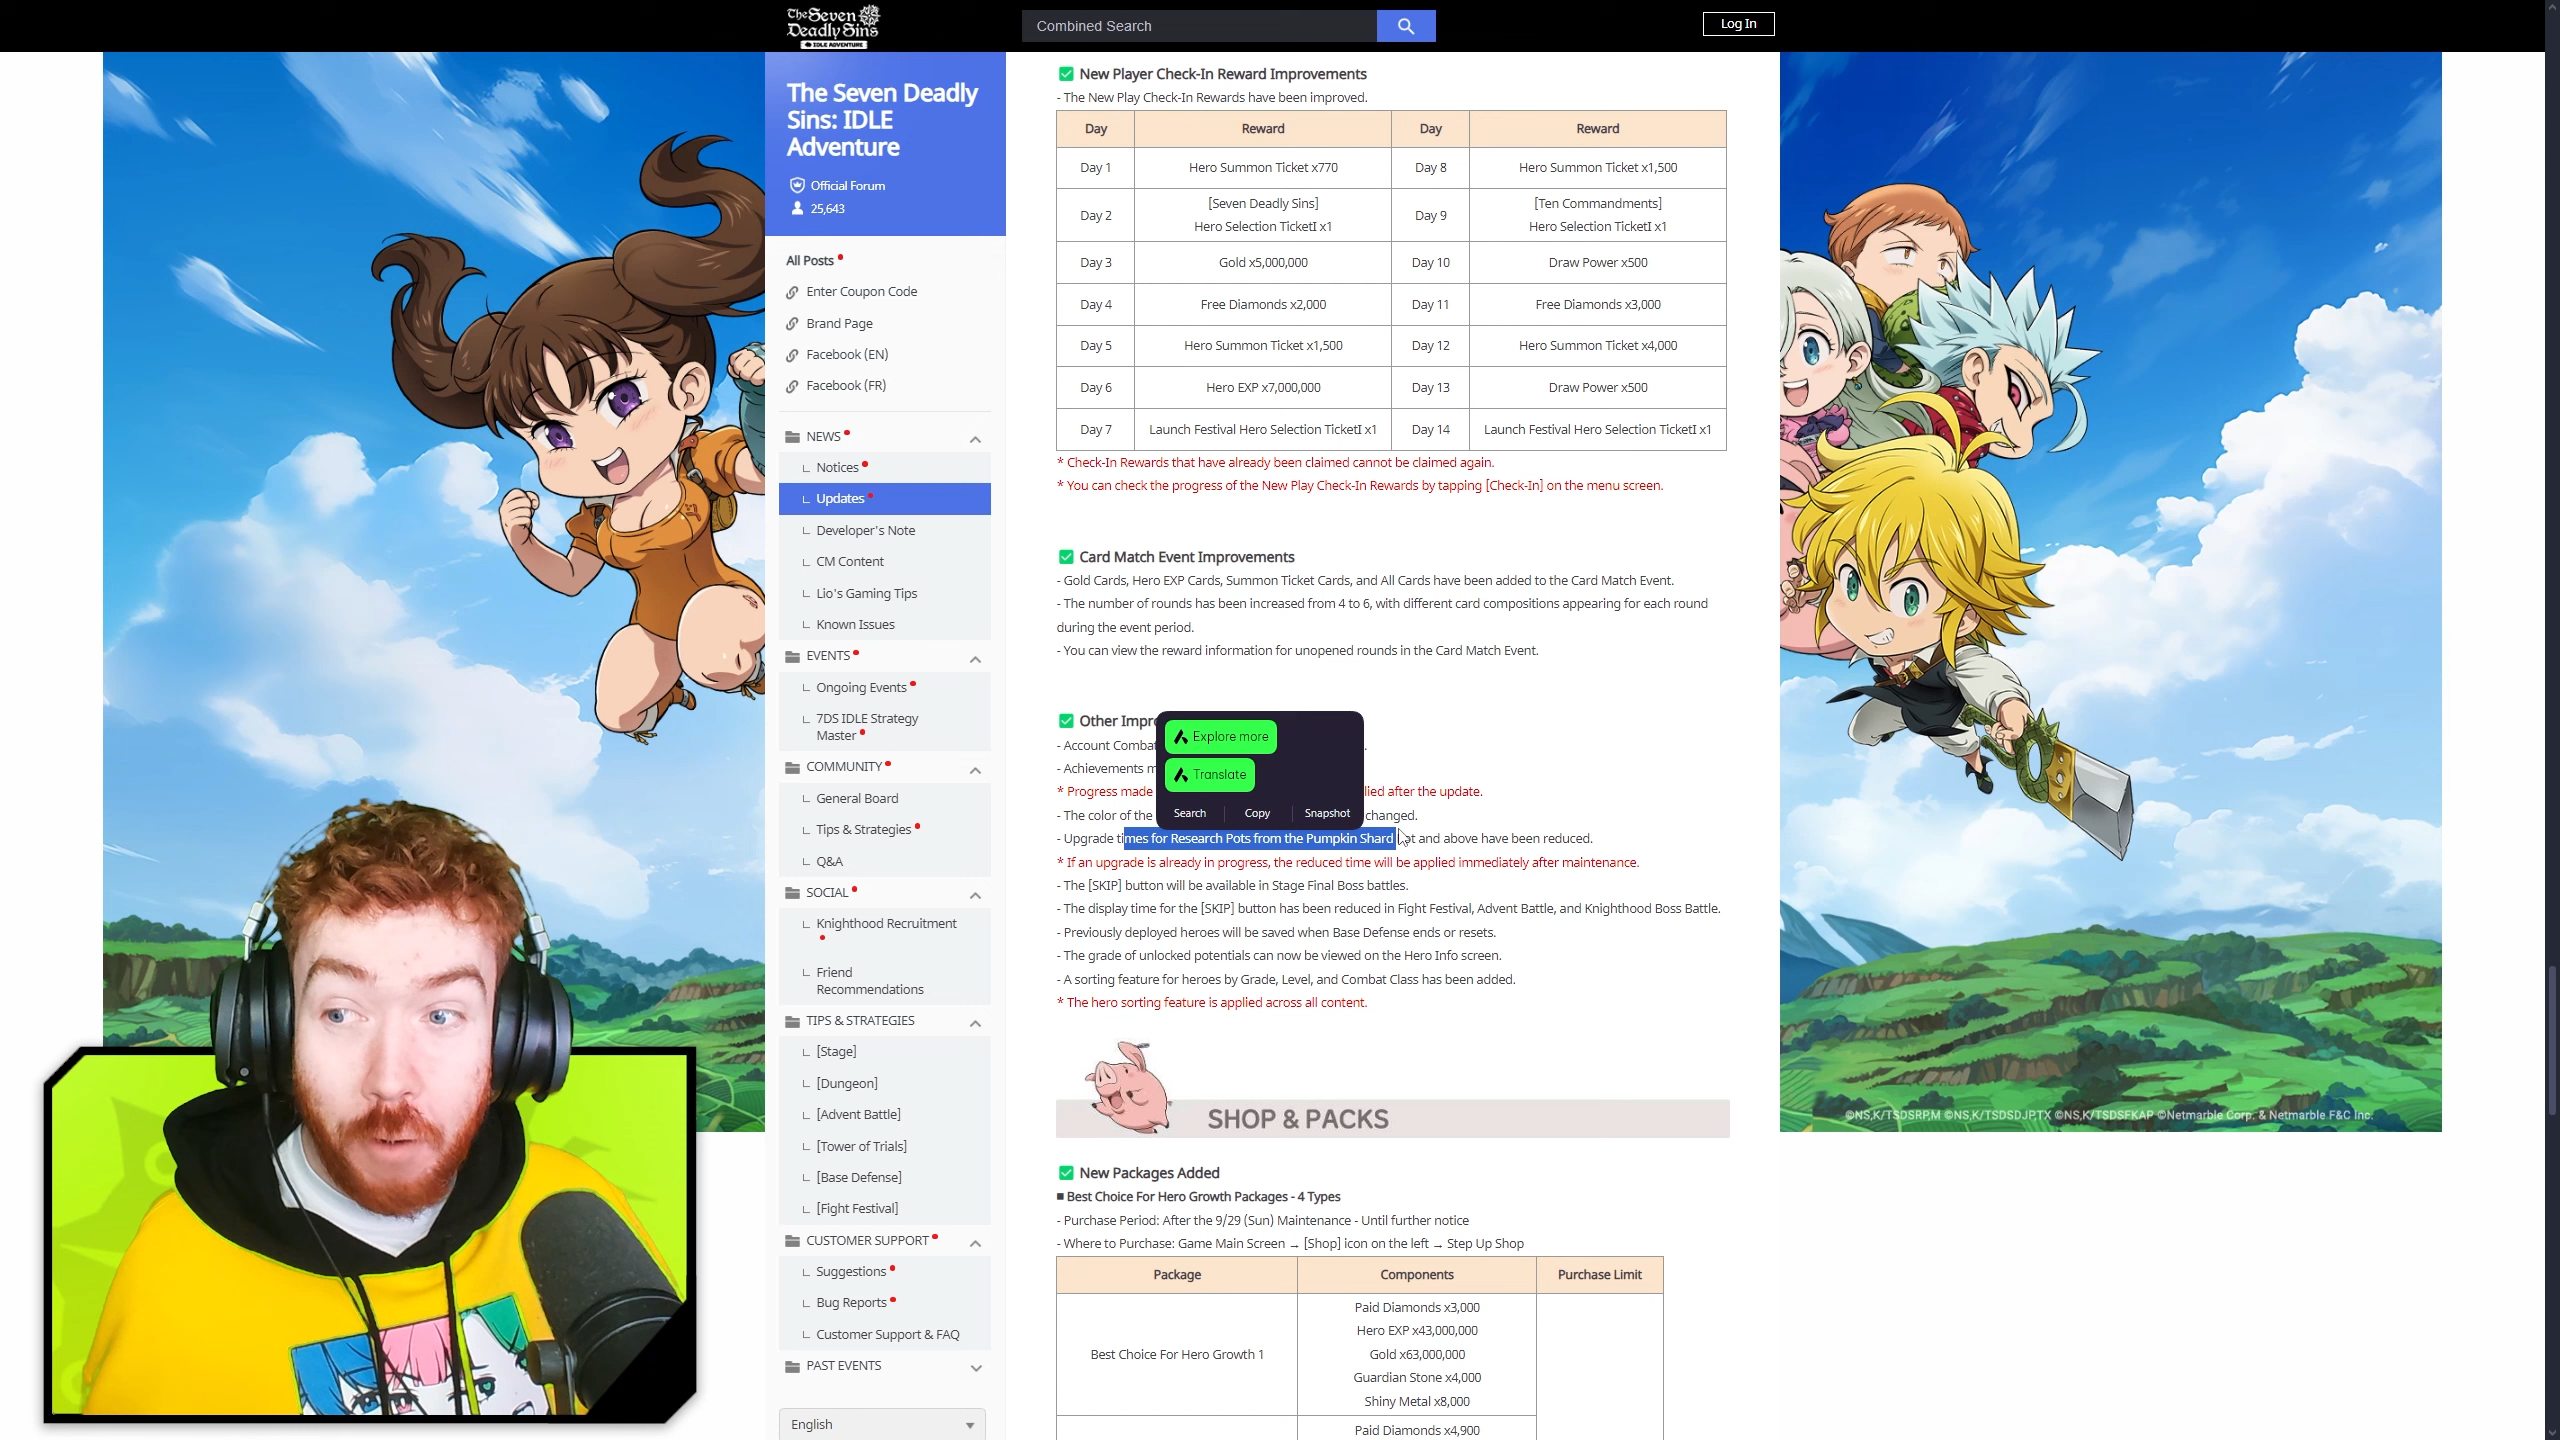 The Seven
Deadly Sins
IDLE ADVENTURE
Combined Search
Log In
The Seven Deadly
Sins: IDLE
Adventure
Official Forum
25,643
All Posts
Enter Coupon Code
Brand Page
Facebook (EN)
Facebook (FR)
NEWS
Notices
Updates
Developer's Note
CM Content
Lio's Gaming Tips
Known Issues
EVENTS
Ongoing Events
7DS IDLE Strategy
Master
COMMUNITY
General Board
Tips & Strategies
Q&A
SOCIAL
Knighthood Recruitment
Friend
Recommendations
TIPS & STRATEGIES
[Stage]
[Dungeon]
[Advent Battle]
[Tower of Trials]
[Base Defense]
[Fight Festival]
CUSTOMER SUPPORT
Suggestions
Bug Reports
Customer Support & FAQ
PAST EVENTS
English
New Player Check-In Reward Improvements
- The New Play Check-In Rewards have been improved.
Day Reward Day Reward
Day 1 Hero Summon Ticket x770 Day 8 Hero Summon Ticket x1,500
Day 2 [Seven Deadly Sins] Day 9 [Ten Commandments]
Hero Selection TicketI x1 Hero Selection TicketI x1
Day 3 Gold x5,000,000 Day 10 Draw Power x500
Day 4 Free Diamonds x2,000 Day 11 Free Diamonds x3,000
Day 5 Hero Summon Ticket x1,500 Day 12 Hero Summon Ticket x4,000
Day 6 Hero EXP x7,000,000 Day 13 Draw Power x500
Day 7 Launch Festival Hero Selection TicketI x1 Day 14 Launch Festival Hero Selection TicketI x1
* Check-In Rewards that have already been claimed cannot be claimed again.
* You can check the progress of the New Play Check-In Rewards by tapping [Check-In] on the menu screen.
Card Match Event Improvements
- Gold Cards, Hero EXP Cards, Summon Ticket Cards, and All Cards have been added to the Card Match Event.
- The number of rounds has been increased from 4 to 6, with different card compositions appearing for each round
during the event period.
- You can view the reward information for unopened rounds in the Card Match Event.
Other Impro
- Account Combat .
- Achievements m
* Progress made lied after the update.
- The color of the changed.
Explore more
Translate
Search Copy Snapshot
- Upgrade times for Research Pots from the Pumpkin Shard Pot and above have been reduced.
* If an upgrade is already in progress, the reduced time will be applied immediately after maintenance.
- The [SKIP] button will be available in Stage Final Boss battles.
- The display time for the [SKIP] button has been reduced in Fight Festival, Advent Battle, and Knighthood Boss Battle.
- Previously deployed heroes will be saved when Base Defense ends or resets.
- The grade of unlocked potentials can now be viewed on the Hero Info screen.
- A sorting feature for heroes by Grade, Level, and Combat Class has been added.
* The hero sorting feature is applied across all content.
SHOP & PACKS
New Packages Added
■ Best Choice For Hero Growth Packages - 4 Types
- Purchase Period: After the 9/29 (Sun) Maintenance - Until further notice
- Where to Purchase: Game Main Screen → [Shop] icon on the left → Step Up Shop
Package Components Purchase Limit
Paid Diamonds x3,000
Hero EXP x43,000,000
Best Choice For Hero Growth 1 Gold x63,000,000
Guardian Stone x4,000
Shiny Metal x8,000
Paid Diamonds x4,900
©NS,K/TSDSRP,M ©NS,K/TSDSDJP,TX ©NS,K/TSDSFKAP ©Netmarble Corp. & Netmarble F&C Inc.